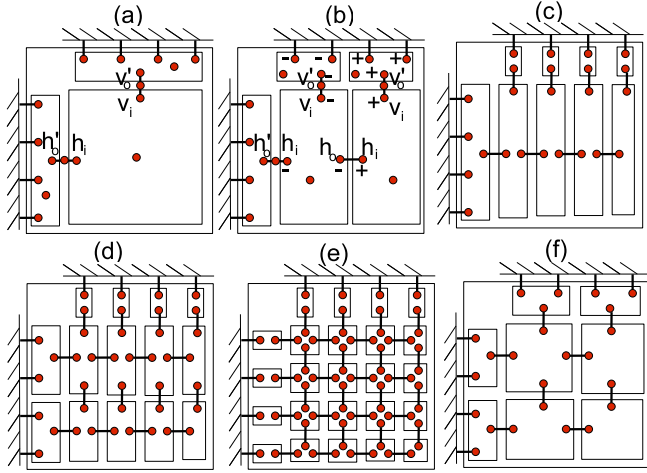 (a)
(b)
(c)
v'o
vi
h'o hi
- - + +
v'o - + v'o
vi - + vi
h'o hi
-
ho hi
- +
(d)
(e)
(f)